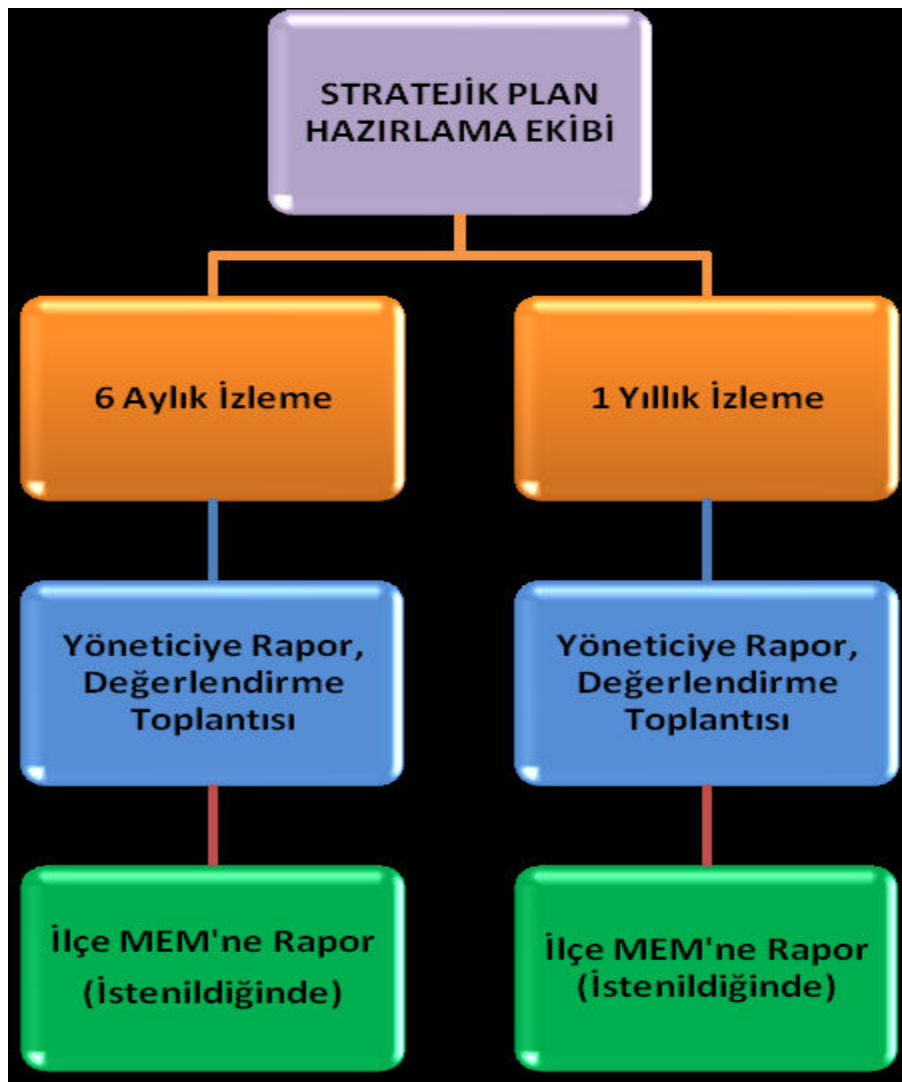 STRATEJİK PLAN
HAZIRLAMA EKİBİ
6 Aylık İzleme
1 Yıllık İzleme
Yöneticiye Rapor,
Değerlendirme
Toplantısı
Yöneticiye Rapor,
Değerlendirme
Toplantısı
İlçe MEM'ne Rapor
(İstenildiğinde)
İlçe MEM'ne Rapor
(İstenildiğinde)